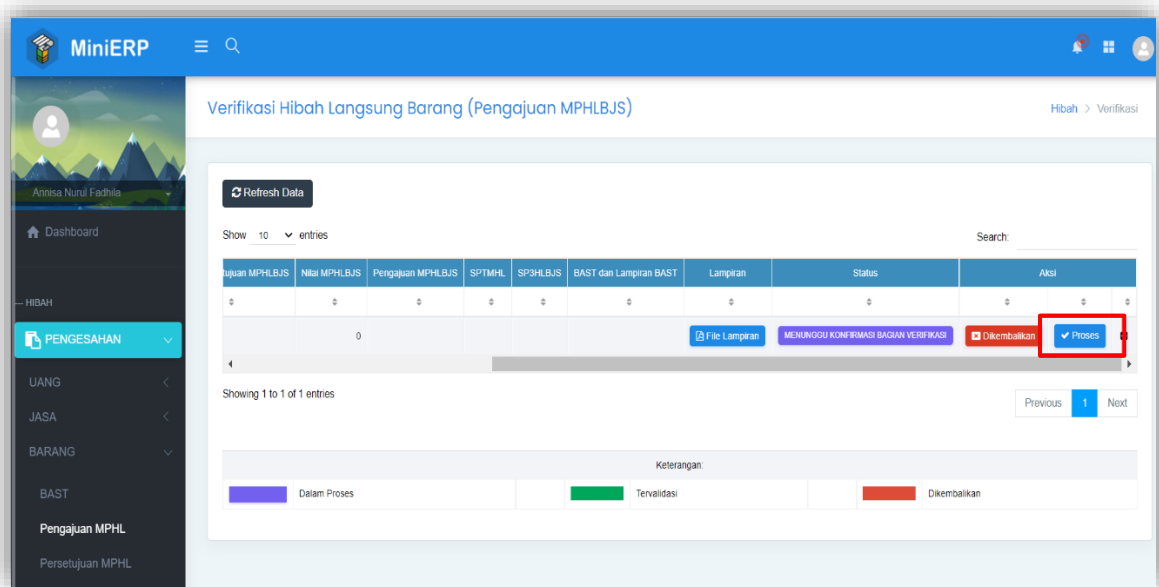 MiniERP
Verifikasi Hibah Langsung Barang (Pengajuan MPHLBJS)
Hibah > Verifikasi
Annisa Nurul Fadhila
Dashboard
HIBAH
PENGESAHAN
UANG
JASA
BARANG
BAST
Pengajuan MPHL
Persetujuan MPHL
Refresh Data
Show 10 entries
Search:
tujuan MPHLBJS Nilai MPHLBJS Pengajuan MPHLBJS SPTMHL SP3HLBJS BAST dan Lampiran BAST Lampiran Status Aksi
0 File Lampiran MENUNGGU KONFIRMASI BAGIAN VERIFIKASI Dikembalikan Proses
Showing 1 to 1 of 1 entries
Previous 1 Next
Keterangan:
Dalam Proses Tervalidasi Dikembalikan